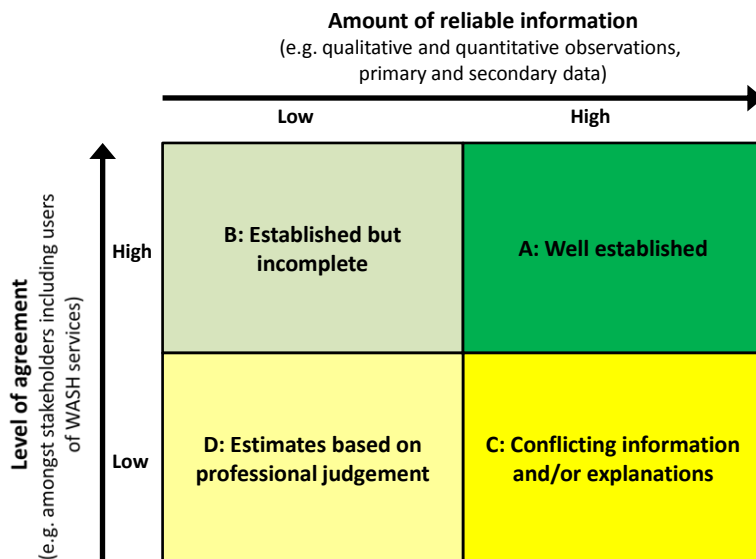 Amount of reliable information
(e.g. qualitative and quantitative observations,
primary and secondary data)
Low
High
Level of agreement
(e.g. amongst stakeholders including users
of WASH services)
High
B: Established but
incomplete
A: Well established
Low
D: Estimates based on
professional judgement
C: Conflicting information
and/or explanations